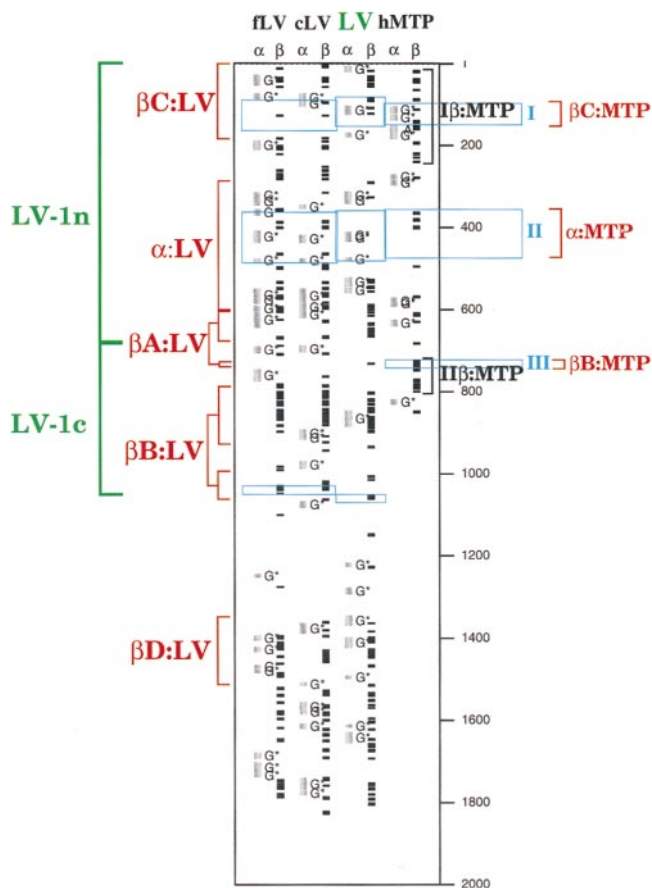 fLV cLV LV hMTP
α β α β α β α β
1
G*
G*
βC:LV
G* G*
G
Iβ:MTP
G* G* I βC:MTP
G*
A
G* G*
G* 200
G*
G*
LV-1n
G* G*
G*
G* G*
400
G* G* G* II α:MTP
α:LV
G* G* G*
G*
G* G* G*
G* G*
G* G* 600
G* G*
G* G*
βA:LV
G* G*
III βB:MTP
G* IIβ:MTP
800
G*
LV-1c
G*
G*
βB:LV
G*
1000
G*
1200
G*
G*
G*
G*
G*
βD:LV
G* G* 1400
G*
G*
G* G*
G*
G*
G*
G* G* 1600
G*
G*
G*
G* G*
G* 1800
2000